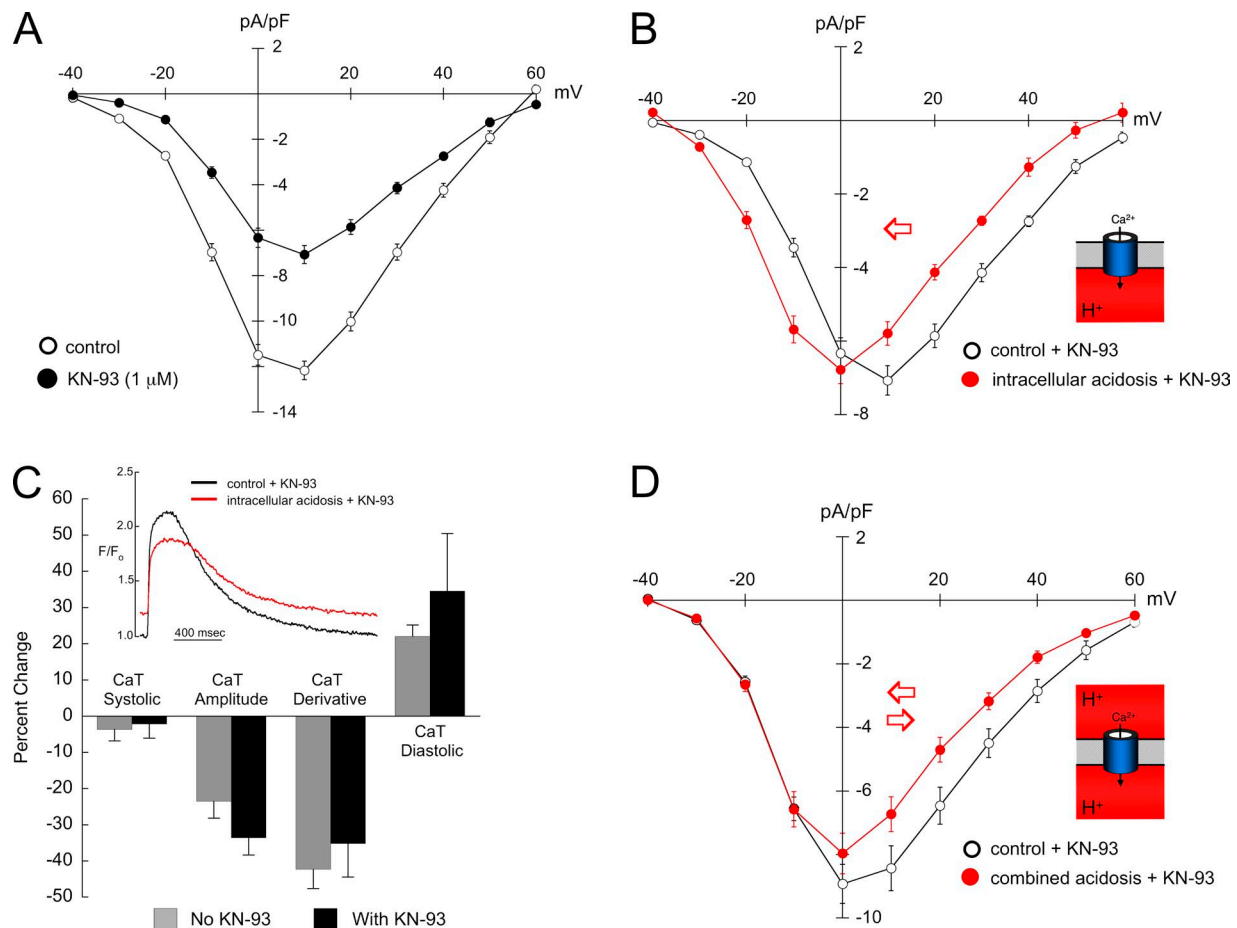 A
pA/pF
2
-40
-20
20
40
60
mV
-2
-4
-6
-8
-10
-14
control
KN-93 (1 μM)
B
pA/pF
2
-40
-20
20
40
60
mV
-2
-4
-8
Ca²⁺
H⁺
control + KN-93
intracellular acidosis + KN-93
C
Percent Change
60
50
40
30
20
10
0
-10
-20
-30
-40
-50
2.5
2.0
1.5
1.0
F/Fo
control + KN-93
intracellular acidosis + KN-93
400 msec
CaT
Systolic
CaT
Amplitude
CaT
Derivative
CaT
Diastolic
No KN-93
With KN-93
D
pA/pF
2
-40
-20
20
40
60
mV
-2
-4
-6
-10
H⁺
Ca²⁺
H⁺
control + KN-93
combined acidosis + KN-93